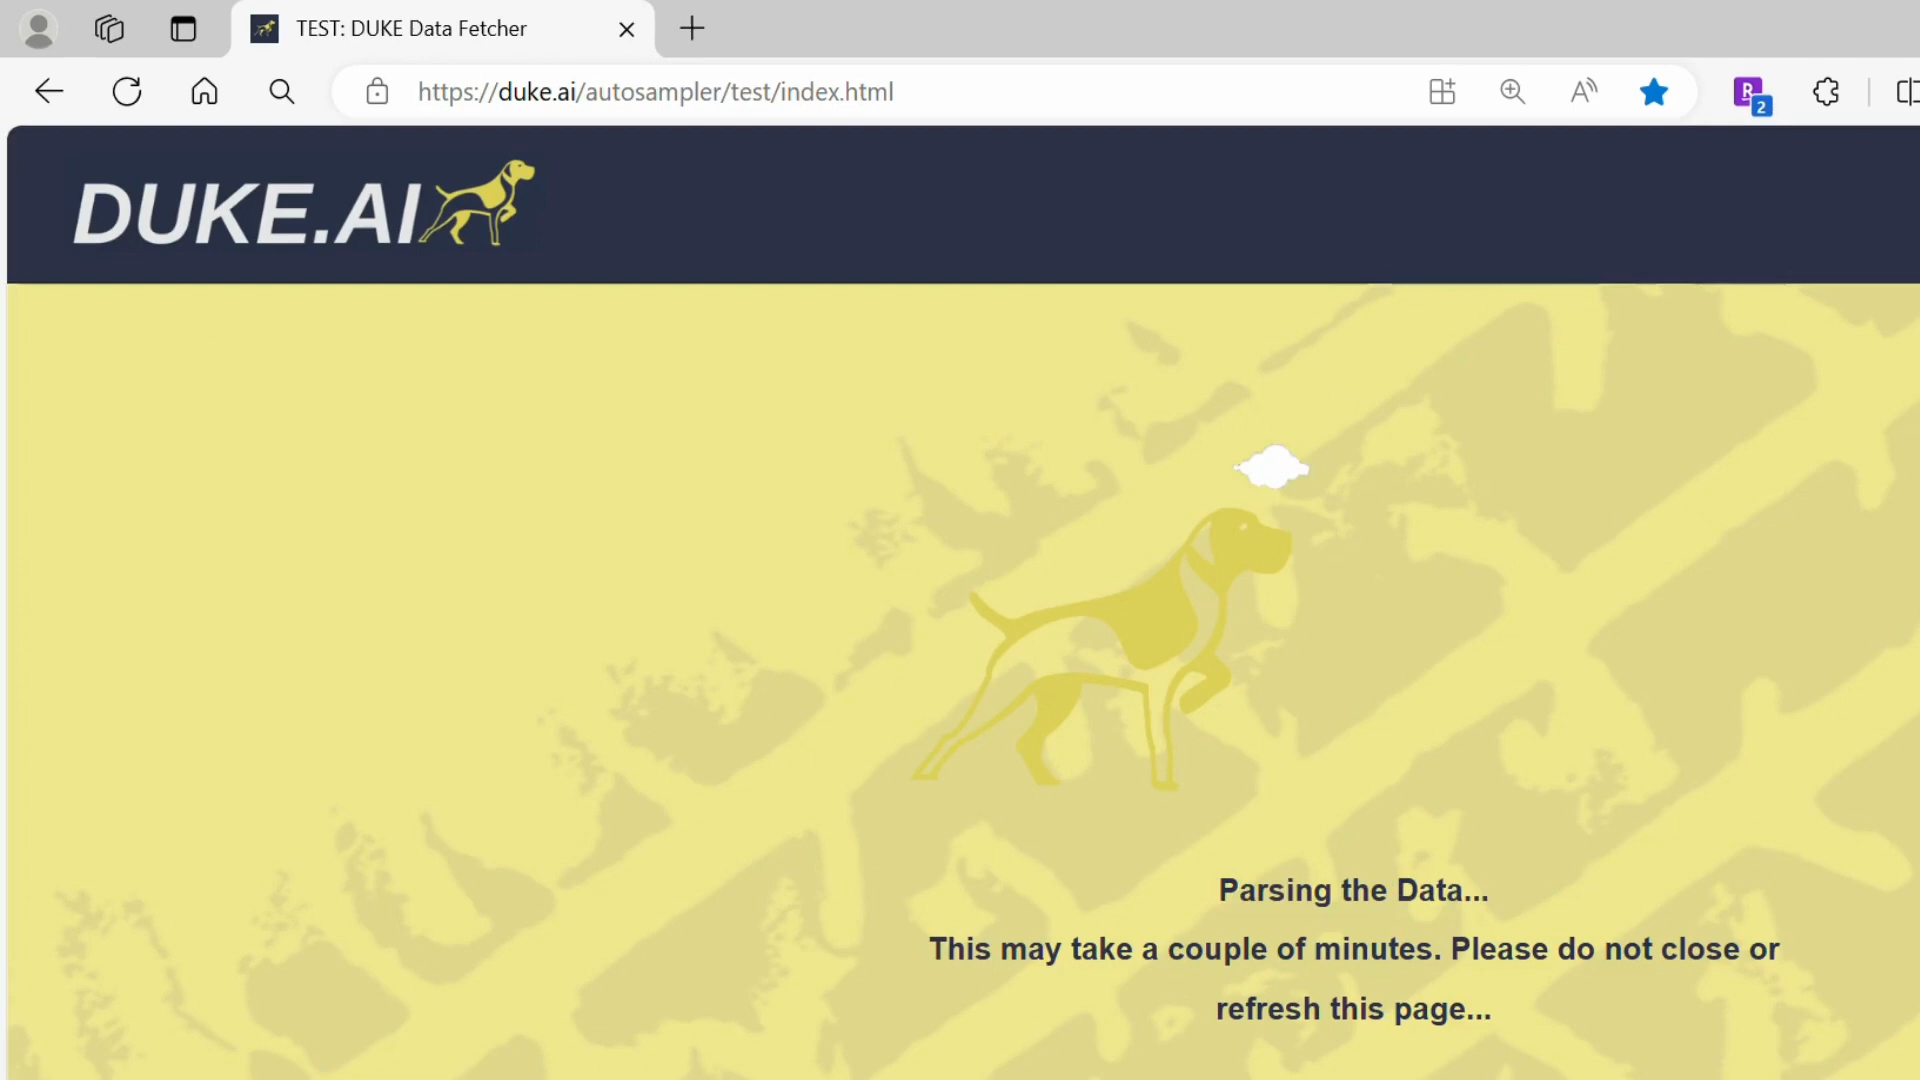 TEST: DUKE Data Fetcher
https://duke.ai/autosampler/test/index.html
A
R
2
DUKE.AI
Parsing the Data...
This may take a couple of minutes. Please do not close or
refresh this page...